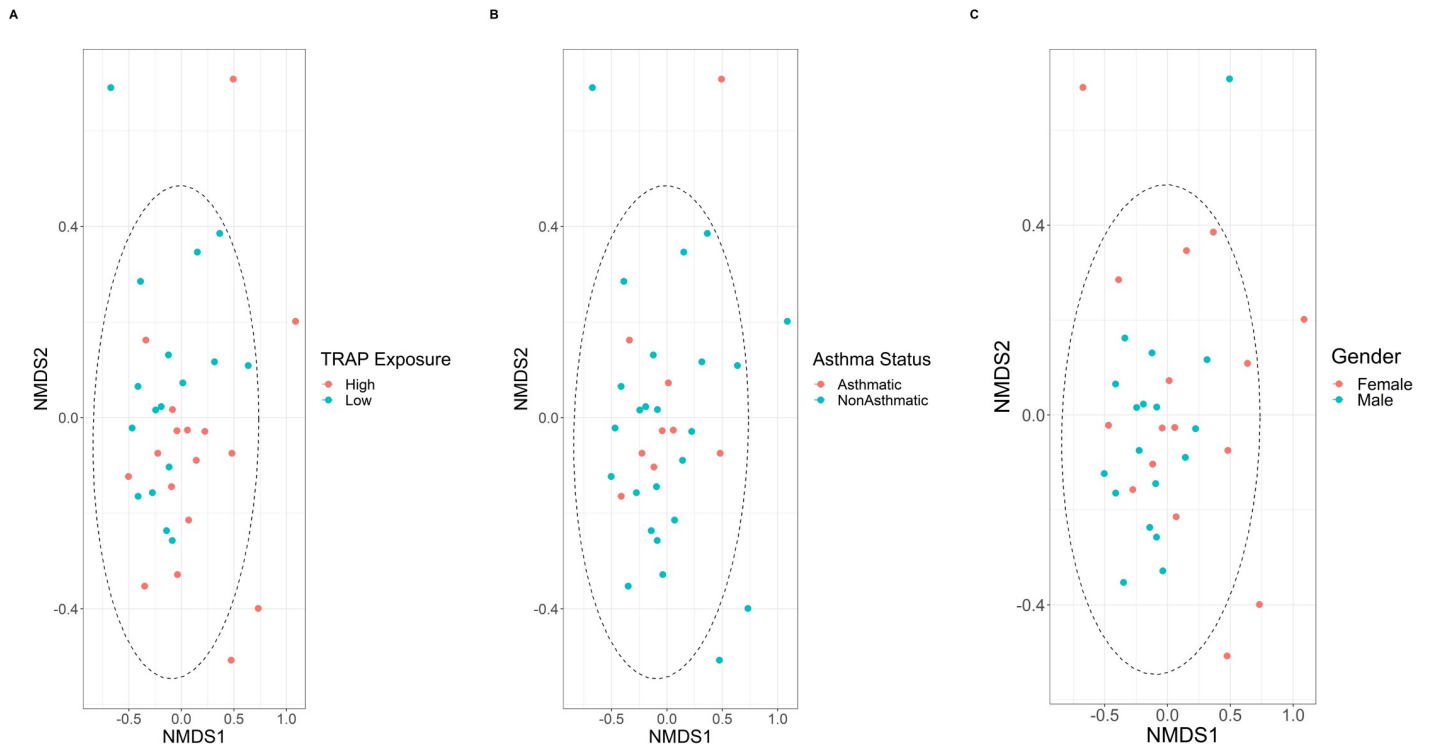 A
NMDS2
0.4
0.0
-0.4
-0.5 0.0 0.5 1.0
NMDS1
TRAP Exposure
High
Low
B
NMDS2
0.4
0.0
-0.4
-0.5 0.0 0.5 1.0
NMDS1
Asthma Status
Asthmatic
NonAsthmatic
C
NMDS2
0.4
0.0
-0.4
-0.5 0.0 0.5 1.0
NMDS1
Gender
Female
Male